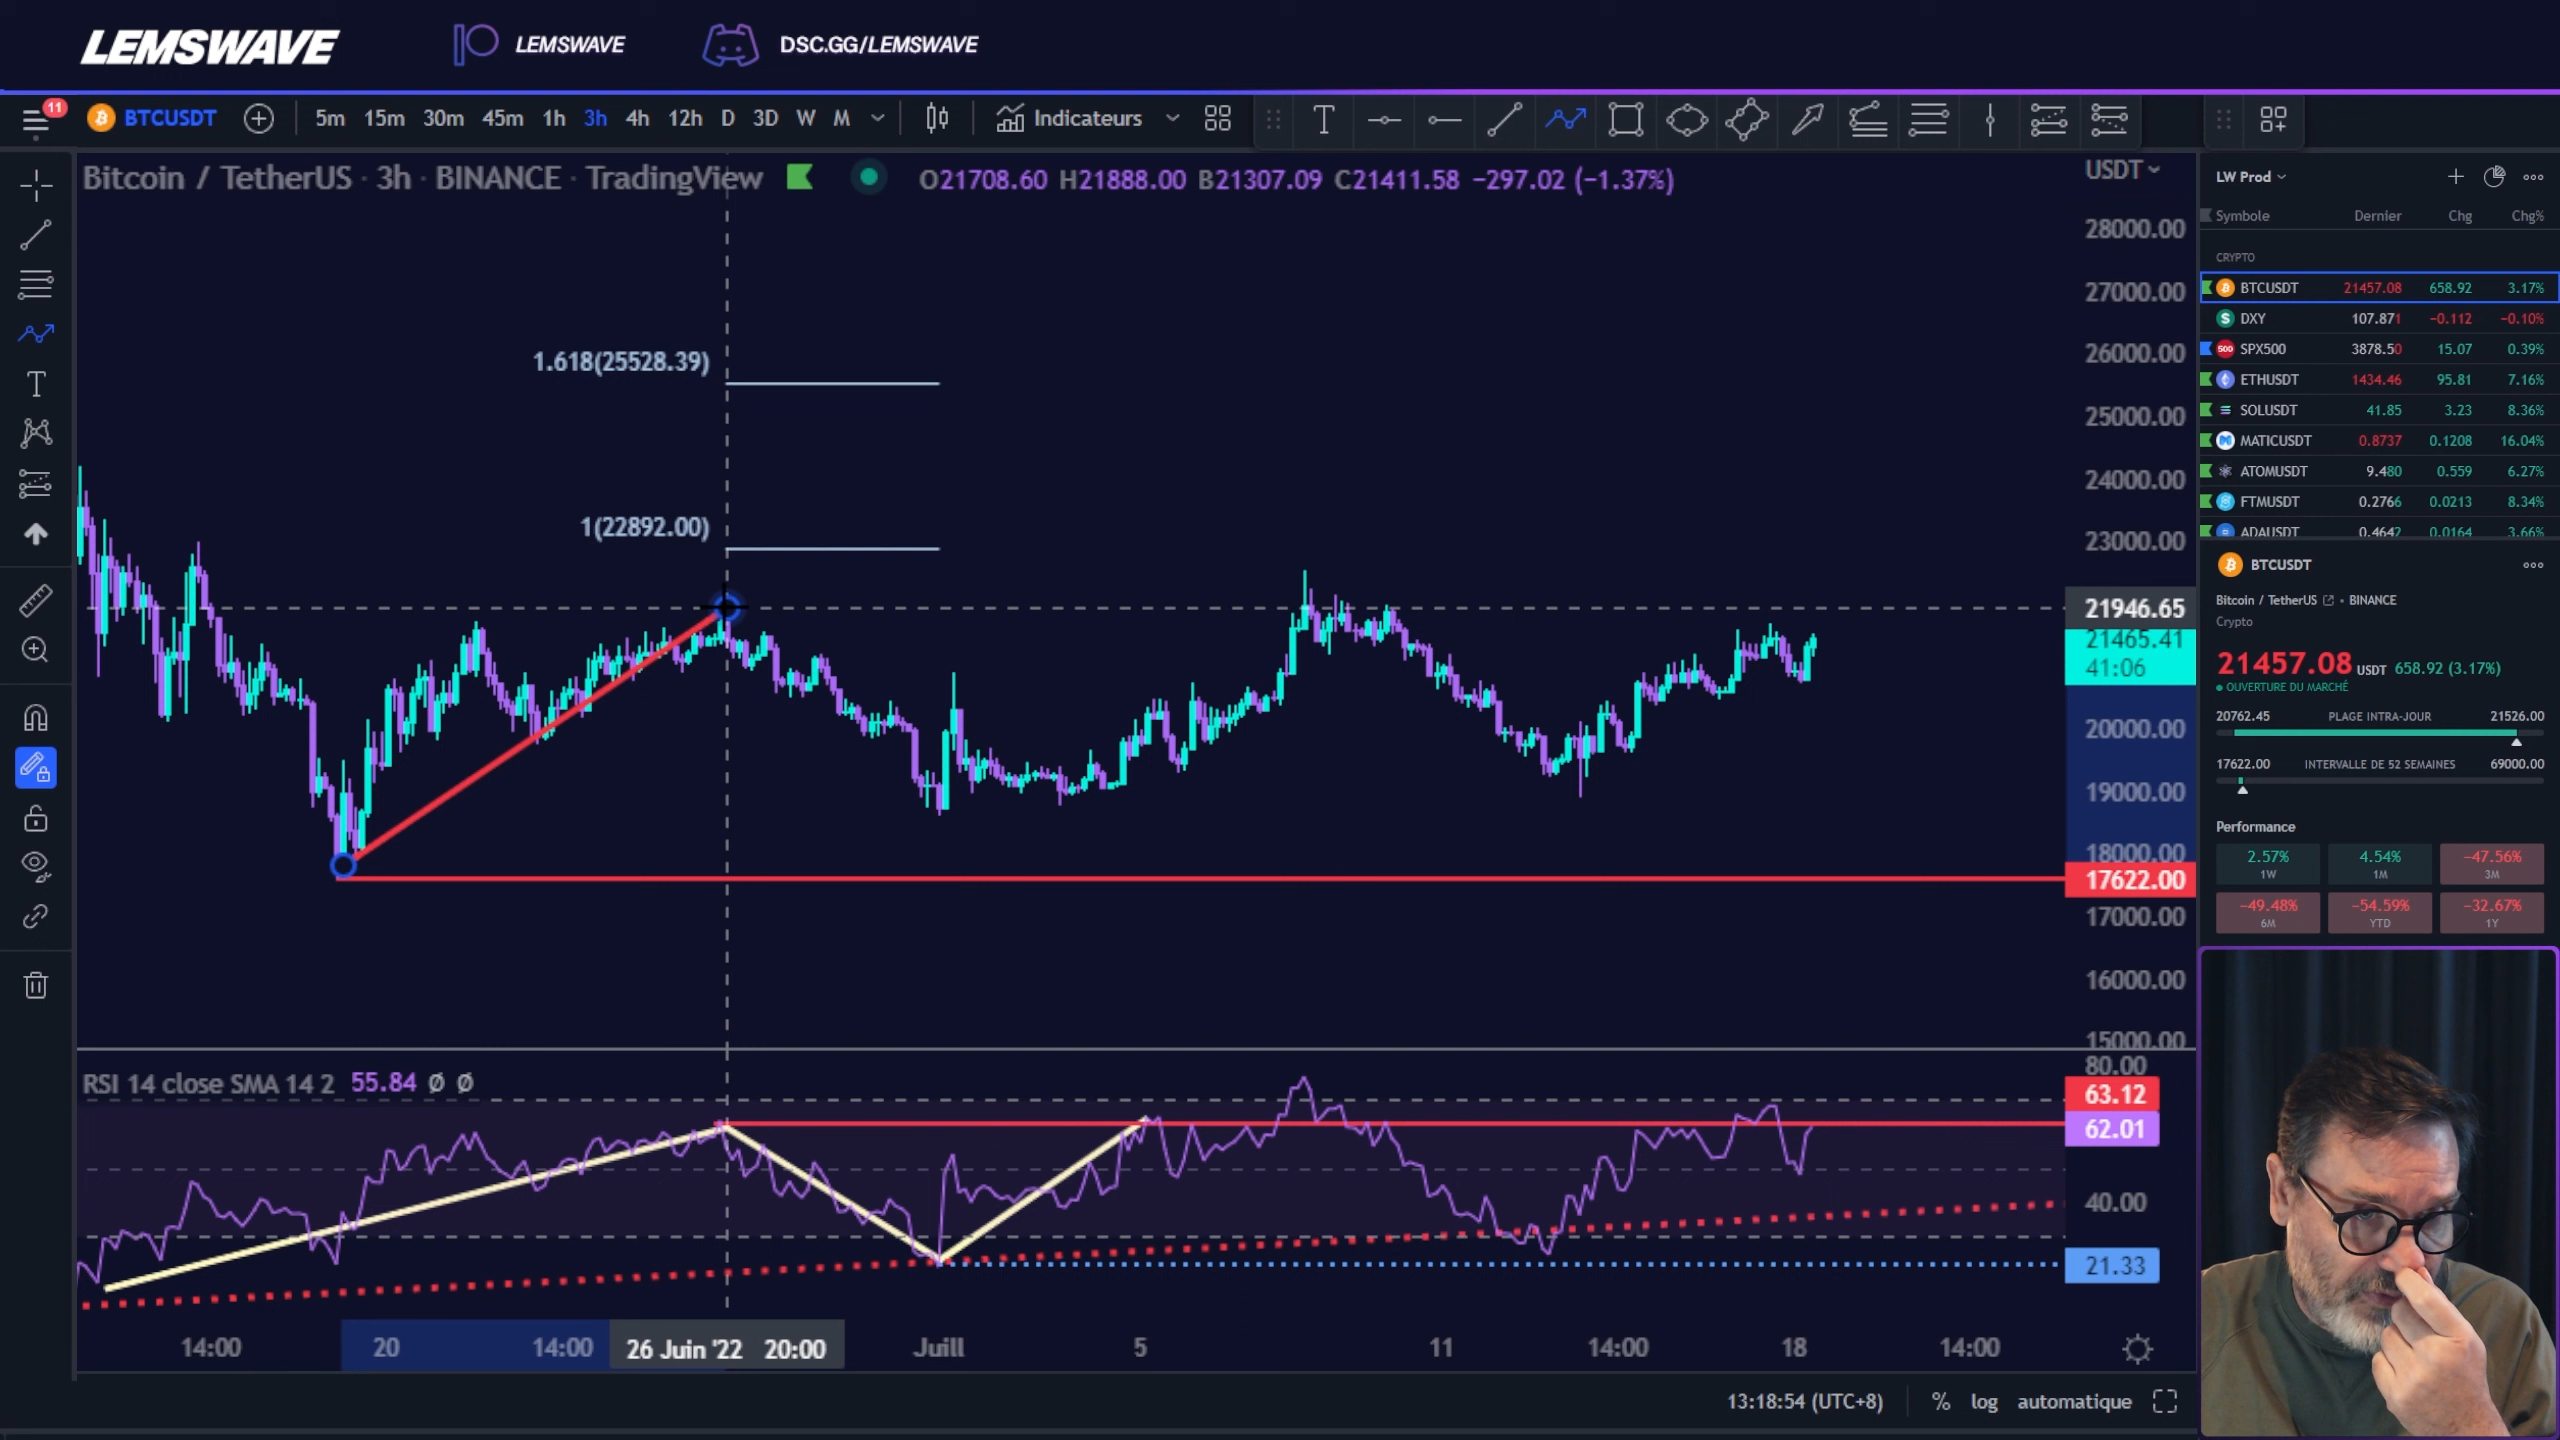 LEMSWAVE
LEMSWAVE
DSC.GG/LEMSWAVE
11
BTCUSDT
5m 15m 30m 45m 1h 3h 4h 12h D 3D W M
Indicateurs
Bitcoin / TetherUS · 3h · BINANCE · TradingView
O21708.60 H21888.00 B21307.09 C21411.58 −297.02 (−1.37%)
USDT
28000.00
27000.00
26000.00
25000.00
24000.00
23000.00
21946.65
21465.41
41:06
20000.00
19000.00
18000.00
17622.00
17000.00
16000.00
15000.00
1.618(25528.39)
1(22892.00)
RSI 14 close SMA 14 2 55.84 Ø Ø
80.00
63.12
62.01
40.00
21.33
14:00 20 14:00 26 Juin '22 20:00 Juill 5 11 14:00 18 14:00
13:18:54 (UTC+8) % log automatique
LW Prod
Symbole Dernier Chg Chg%
CRYPTO
BTCUSDT 21457.08 658.92 3.17%
DXY 107.871 −0.112 −0.10%
500 SPX500 3878.50 15.07 0.39%
ETHUSDT 1434.46 95.81 7.16%
SOLUSDT 41.85 3.23 8.36%
MATICUSDT 0.8737 0.1208 16.04%
ATOMUSDT 9.480 0.559 6.27%
FTMUSDT 0.2766 0.0213 8.34%
ADAUSDT 0.4642 0.0164 3.66%
BTCUSDT
Bitcoin / TetherUS • BINANCE
Crypto
21457.08 USDT 658.92 (3.17%)
OUVERTURE DU MARCHÉ
20762.45 PLAGE INTRA-JOUR 21526.00
17622.00 INTERVALLE DE 52 SEMAINES 69000.00
Performance
2.57% 4.54% −47.56%
1W 1M 3M
−49.48% −54.59% −32.67%
6M YTD 1Y